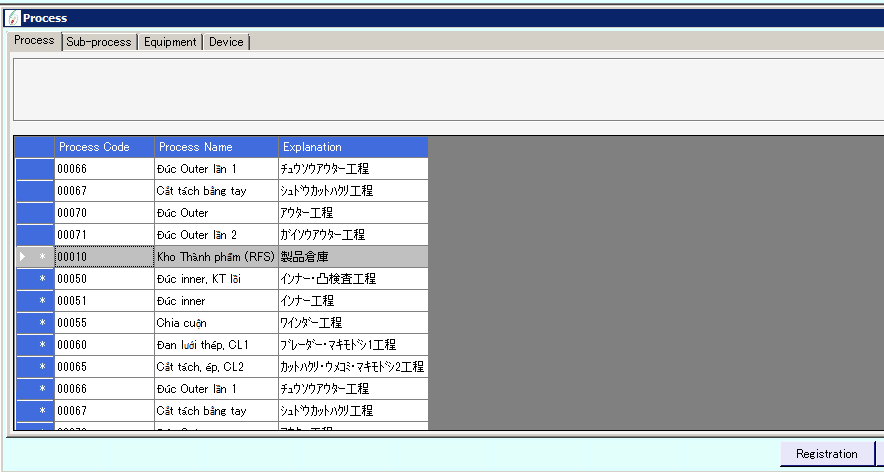 Process
Process Sub-process Equipment Device
Process Code Process Name Explanation
00066 Đúc Outer lần 1 ﾁｭｳｿﾞｳｱｳﾀｰ工程
00067 Cắt tách bằng tay ｼｭﾄﾞｳｶｯﾄﾊｸﾘ工程
00070 Đúc Outer ｱｳﾀｰ工程
00071 Đúc Outer lần 2 ｶﾞｲｿｳｱｳﾀｰ工程
* 00010 Kho Thành phẩm (RFS) 製品倉庫
* 00050 Đúc inner, KT lồi ｲﾝﾅｰ・凸検査工程
* 00051 Đúc inner ｲﾝﾅｰ工程
* 00055 Chia cuộn ﾜｲﾝﾀﾞｰ工程
* 00060 Đan lưới thép, CL1 ﾌﾞﾚｰﾀﾞｰ・ﾏｷﾓﾄﾞｼ1工程
* 00065 Cắt tách, ép, CL2 ｶｯﾄﾊｸﾘ・ｳﾒｺﾐ・ﾏｷﾓﾄﾞｼ2工程
* 00066 Đúc Outer lần 1 ﾁｭｳｿﾞｳｱｳﾀｰ工程
* 00067 Cắt tách bằng tay ｼｭﾄﾞｳｶｯﾄﾊｸﾘ工程
Registration